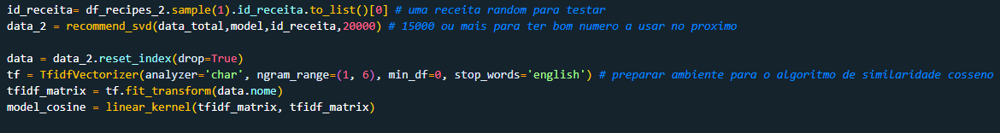 id_receita= df_recipes_2.sample(1).id_receita.to_list()[0] # uma receita random para testar
data_2 = recommend_svd(data_total,model,id_receita,20000) # 15000 ou mais para ter bom numero a usar no proximo
data = data_2.reset_index(drop=True)
tf = TfidfVectorizer(analyzer='char', ngram_range=(1, 6), min_df=0, stop_words='english') # preparar ambiente para o algoritmo de similaridade cosseno
tfidf_matrix = tf.fit_transform(data.nome)
model_cosine = linear_kernel(tfidf_matrix, tfidf_matrix)